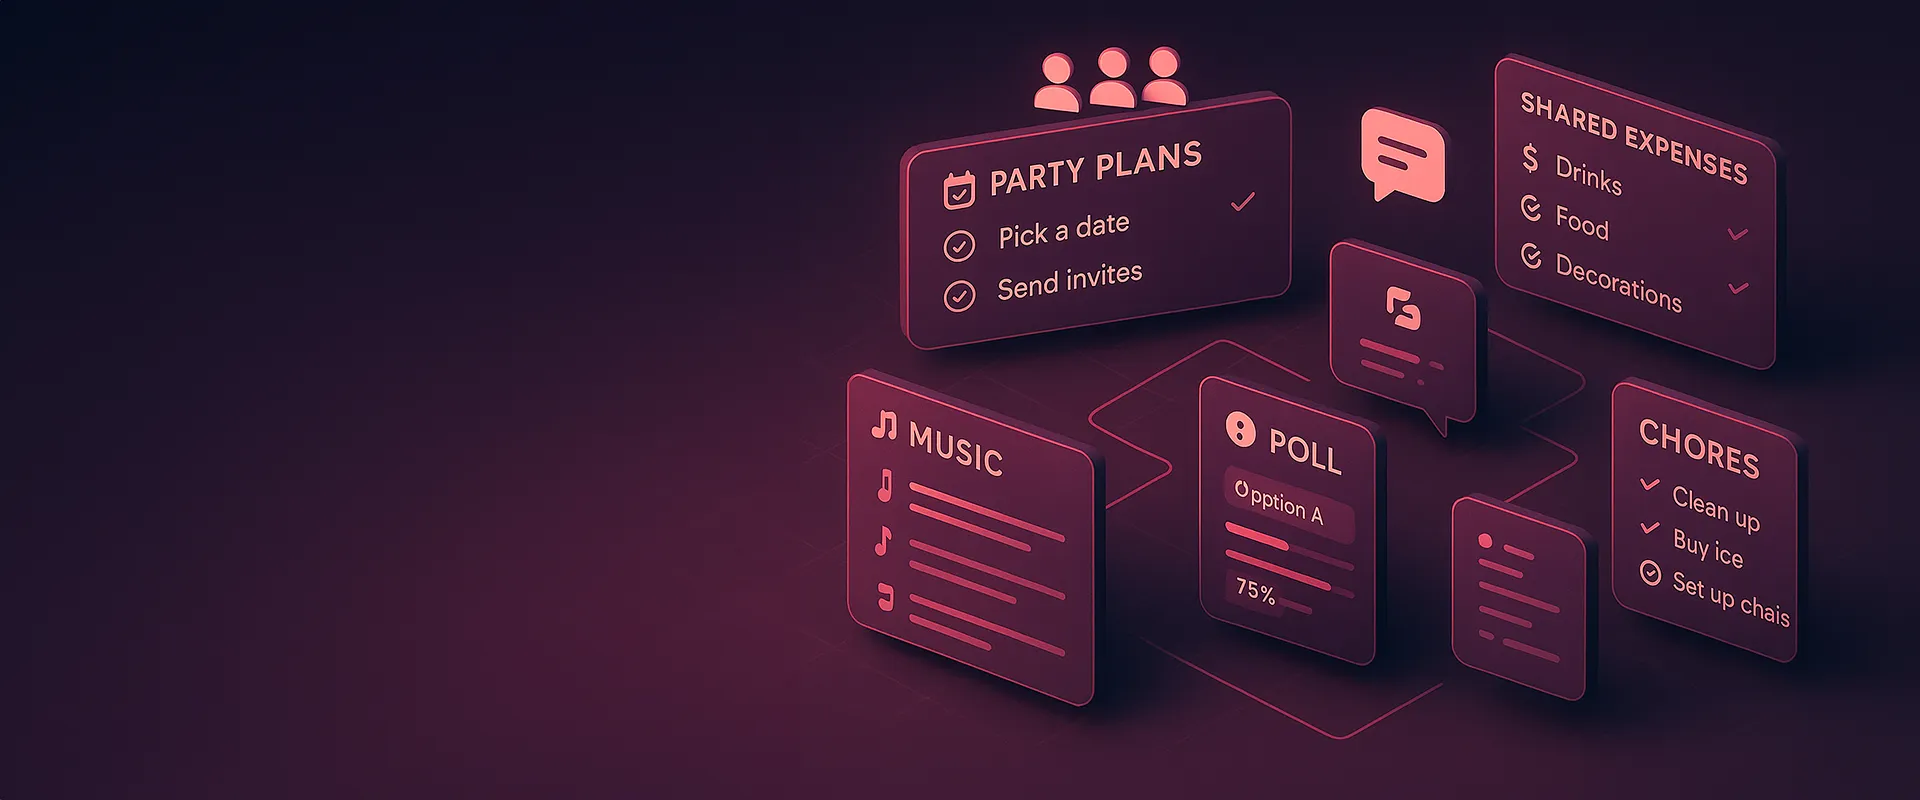 PARTY PLANS
Pick a date
Send invites
SHARED EXPENSES
$ Drinks
Food
Decorations
MUSIC
POLL
Opption A
75%
CHORES
Clean up
Buy ice
Set up chais